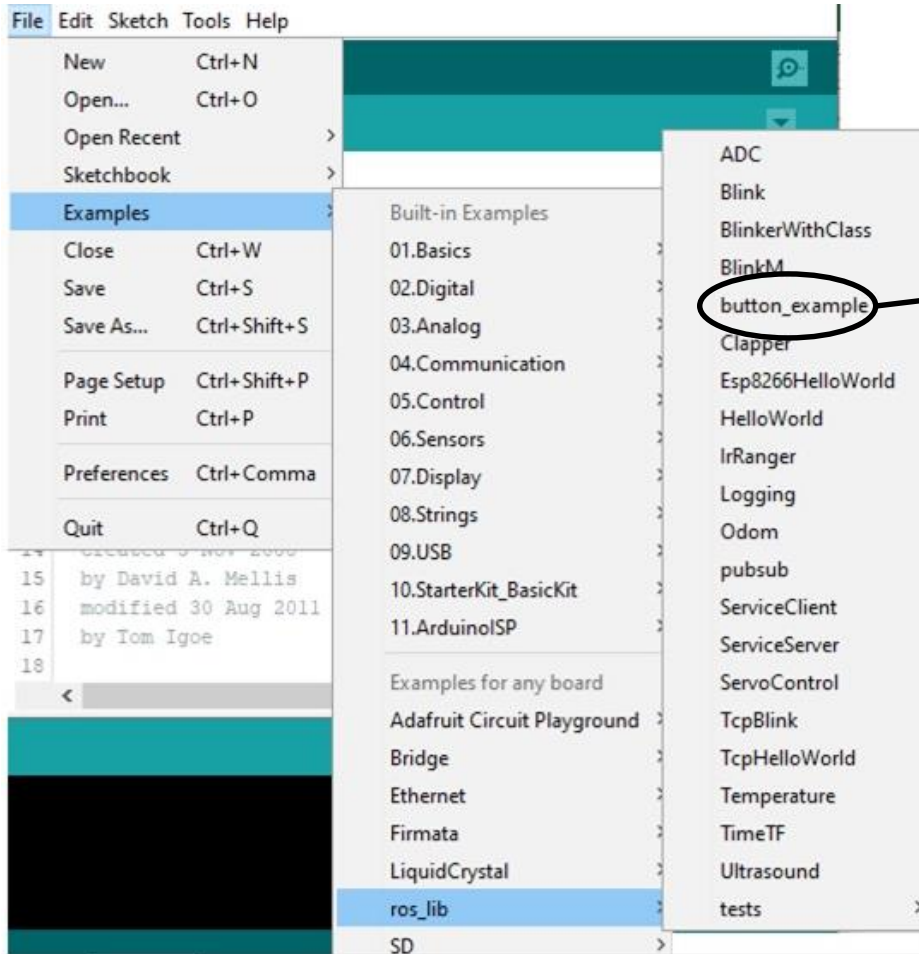 File Edit Sketch Tools Help
New Ctrl+N
Open... Ctrl+O
Open Recent
Sketchbook
Examples
Close Ctrl+W
Save Ctrl+S
Save As... Ctrl+Shift+S
Page Setup Ctrl+Shift+P
Print Ctrl+P
Preferences Ctrl+Comma
Quit Ctrl+Q
15 by David A. Mellis
16 modified 30 Aug 2011
17 by Tom Igoe
18
Built-in Examples
01.Basics
02.Digital
03.Analog
04.Communication
05.Control
06.Sensors
07.Display
08.Strings
09.USB
10.StarterKit_BasicKit
11.ArduinoISP
Examples for any board
Adafruit Circuit Playground
Bridge
Ethernet
Firmata
LiquidCrystal
ros_lib
SD
ADC
Blink
BlinkerWithClass
BlinkM
button_example
Clapper
Esp8266HelloWorld
HelloWorld
IrRanger
Logging
Odom
pubsub
ServiceClient
ServiceServer
ServoControl
TcpBlink
TcpHelloWorld
Temperature
TimeTF
Ultrasound
tests